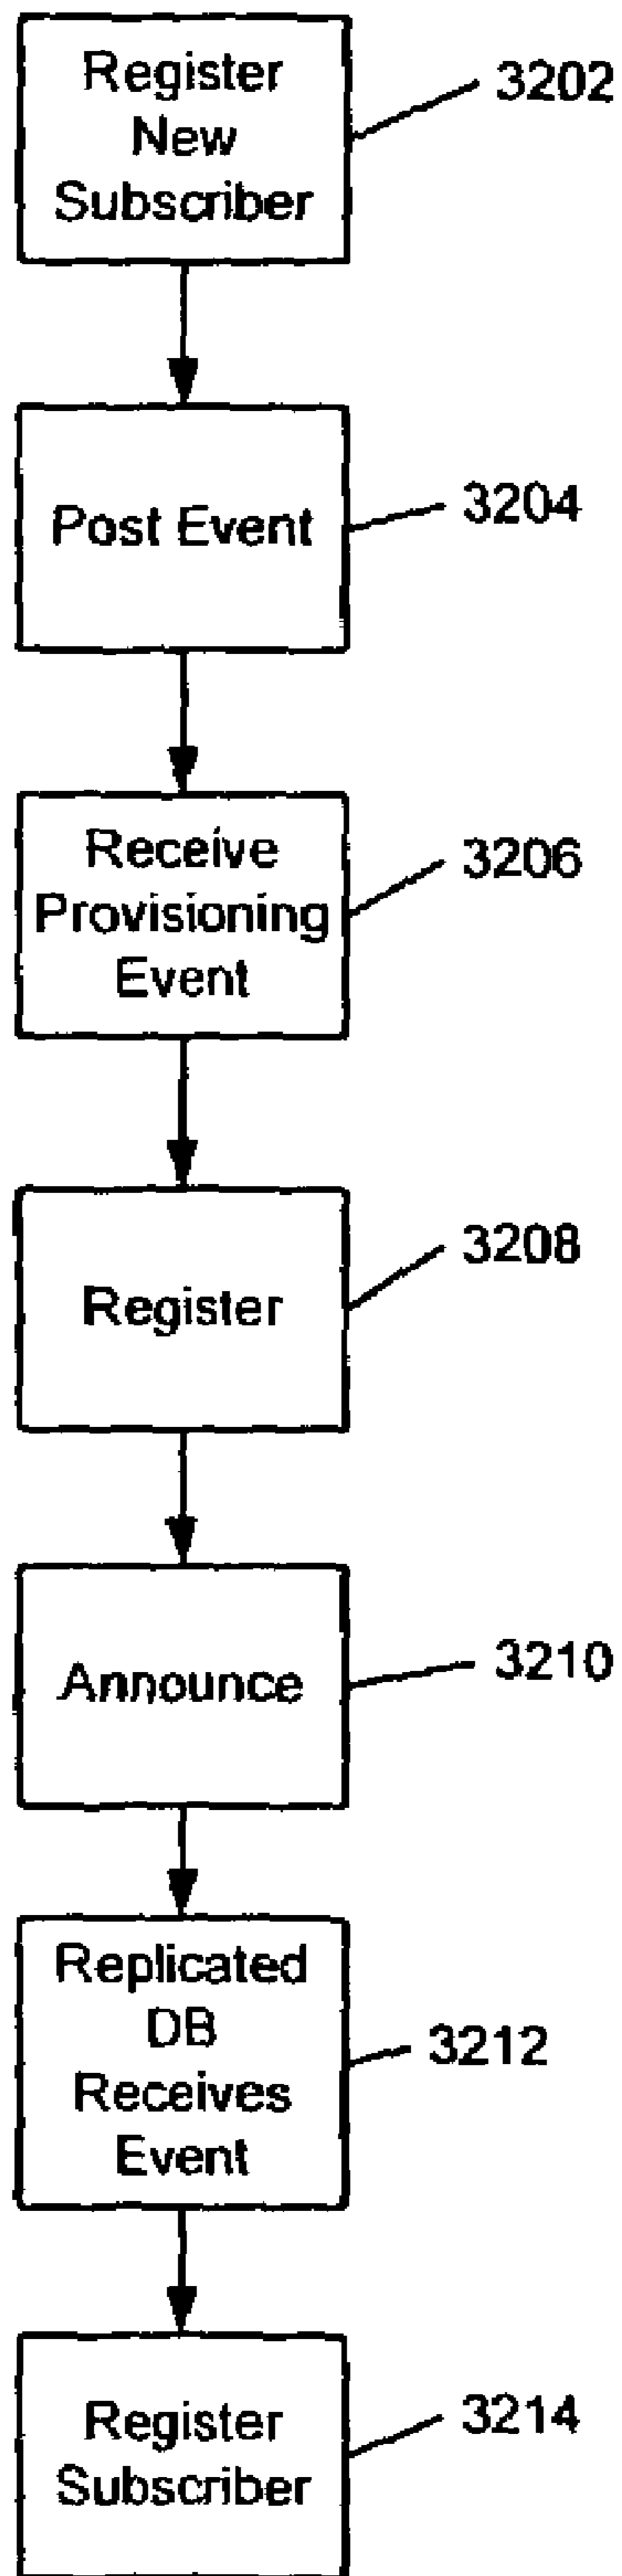 Register
New
Subscriber
3202
Post Event
3204
Receive
Provisioning
Event
3206
Register
3208
Announce
3210
Replicated
DB
Receives
Event
3212
Register
Subscriber
3214